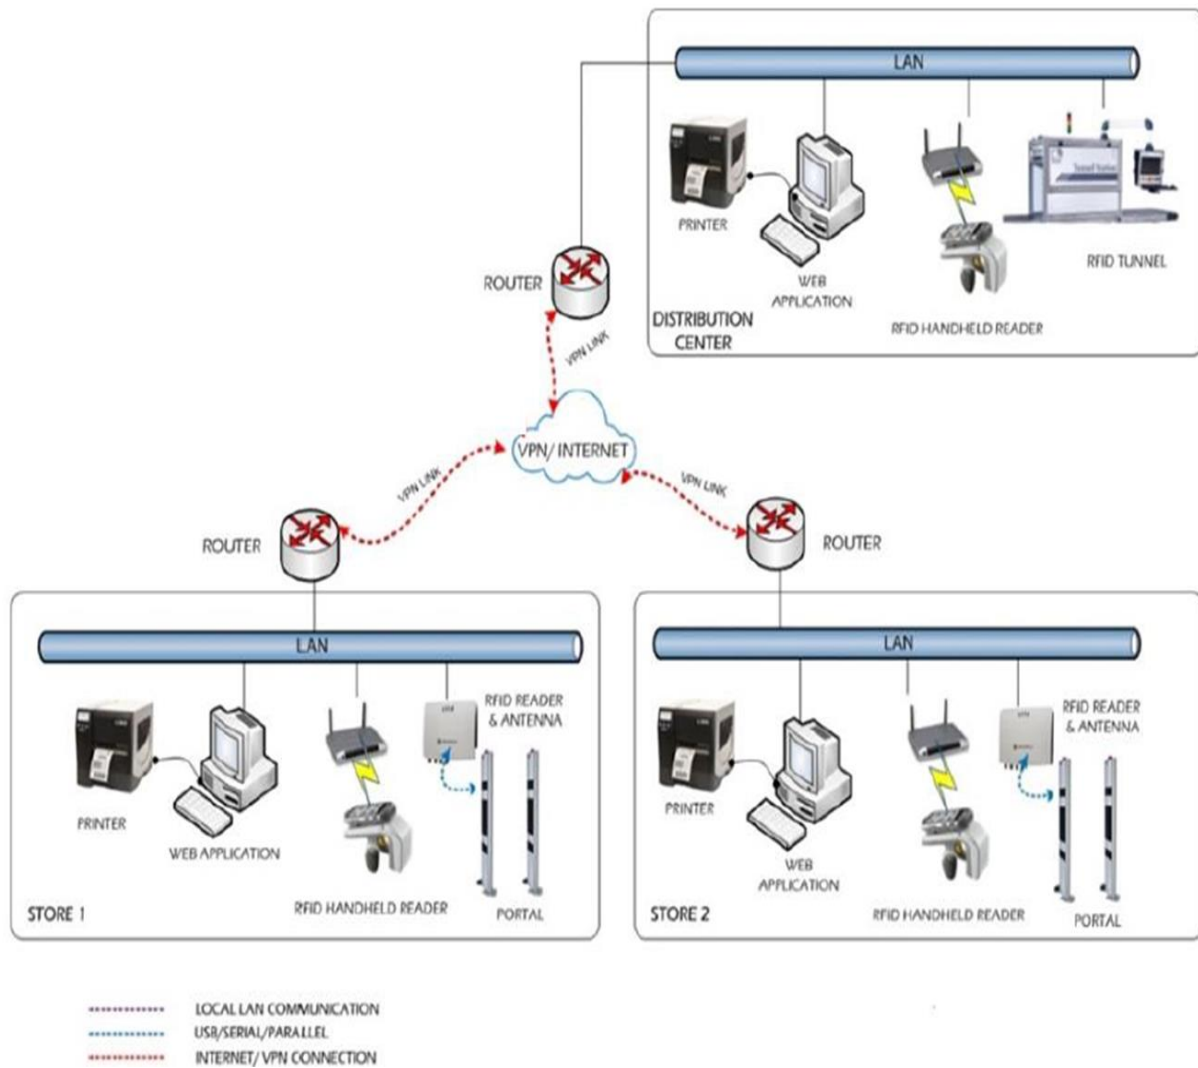 LAN
PRINTER
WEB
APPLICATION
RFID HANDHELD READER
RFID TUNNEL
DISTRIBUTION
CENTER
ROUTER
VPN LINK
VPN/ INTERNET
VPN LINK
VPN LINK
ROUTER
ROUTER
LAN
RFID READER
& ANTENNA
PRINTER
WEB APPLICATION
RFID HANDHELD READER
PORTAL
STORE 1
LAN
RFID READER
& ANTENNA
PRINTER
WEB
APPLICATION
RFID HANDHELD READER
PORTAL
STORE 2
LOCAL LAN COMMUNICATION
USB/SERIAL/PARALLEL
INTERNET/ VPN CONNECTION